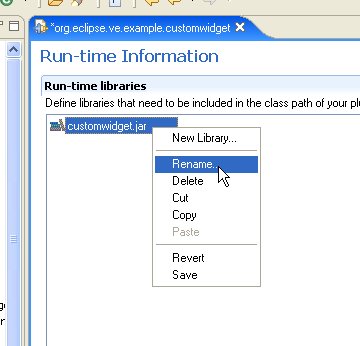 *org.eclipse.ve.example.customwidget
Run-time Information
Run-time libraries
Define libraries that need to be included in the class path of your
customwidget.jar
New Library...
Rename...
Delete
Cut
Copy
Paste
Revert
Save